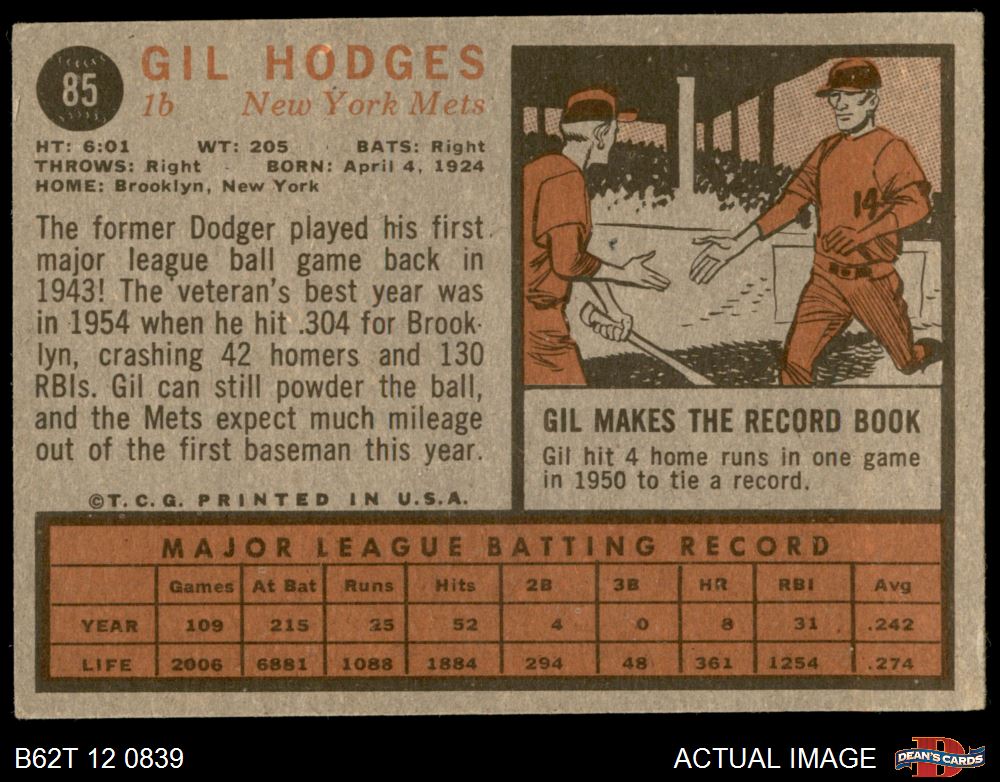 85
GIL HODGES
1b New York Mets
HT: 6:01 WT: 205 BATS: Right
THROWS: Right BORN: April 4, 1924
HOME: Brooklyn, New York
The former Dodger played his first
major league ball game back in
1943! The veteran's best year was
in 1954 when he hit .304 for Brook-
lyn, crashing 42 homers and 130
RBIs. Gil can still powder the ball,
and the Mets expect much mileage
out of the first baseman this year.
©T.C.G. PRINTED IN U.S.A.
14
GIL MAKES THE RECORD BOOK
Gil hit 4 home runs in one game
in 1950 to tie a record.
MAJOR LEAGUE BATTING RECORD
Games At Bat Runs Hits 2B 3B HR RBI Avg
YEAR 109 215 25 52 4 0 8 31 .242
LIFE 2006 6881 1088 1884 294 48 361 1254 .274
B62T 12 0839 ACTUAL IMAGE D DEAN'S CARDS